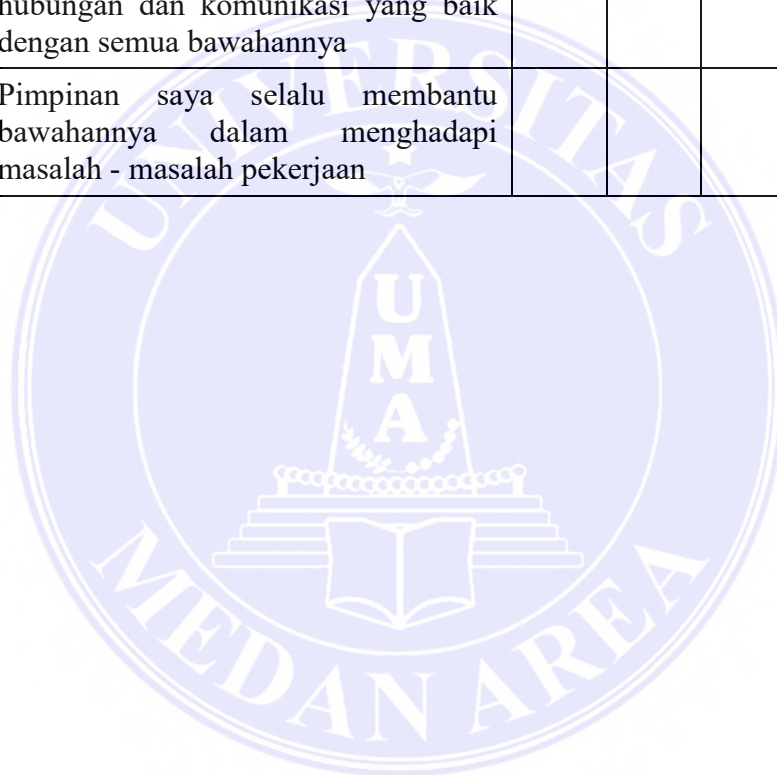 hubungan dan komunikasi yang baik
dengan semua bawahannya
Pimpinan saya selalu membantu
bawahannya dalam menghadapi
masalah - masalah pekerjaan
UNIVERSITAS
U
M
A
MEDAN AREA